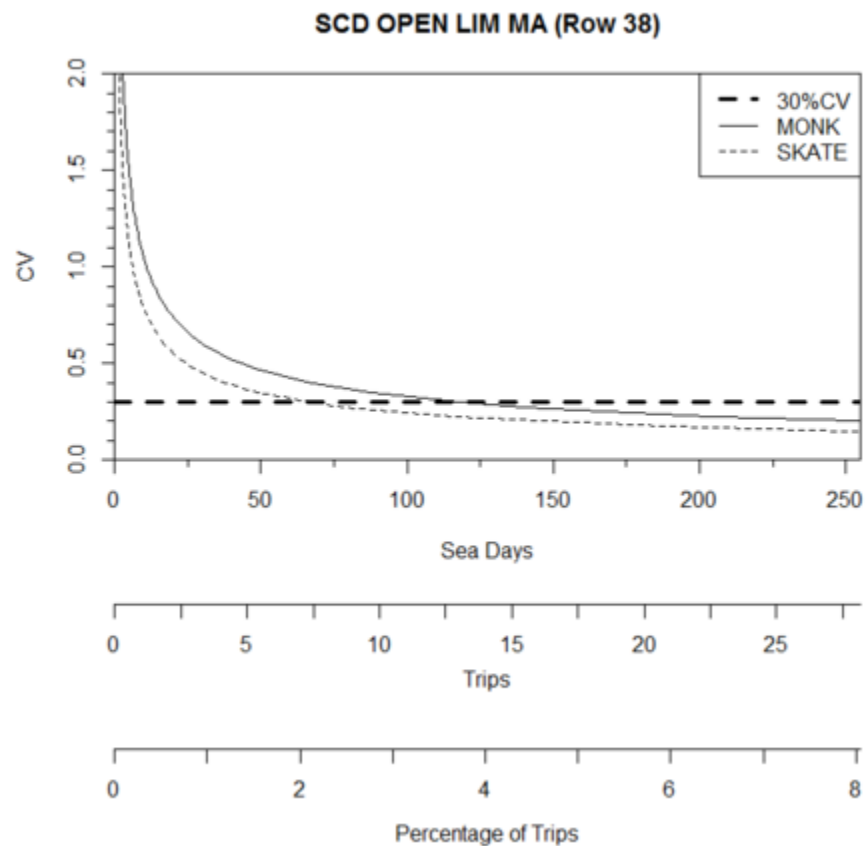 SCD OPEN LIM MA (Row 38)
2.0
1.5
1.0
0.5
0.0
CV
30%CV
MONK
SKATE
0 50 100 150 200 250
Sea Days
0 5 10 15 20 25
Trips
0 2 4 6 8
Percentage of Trips